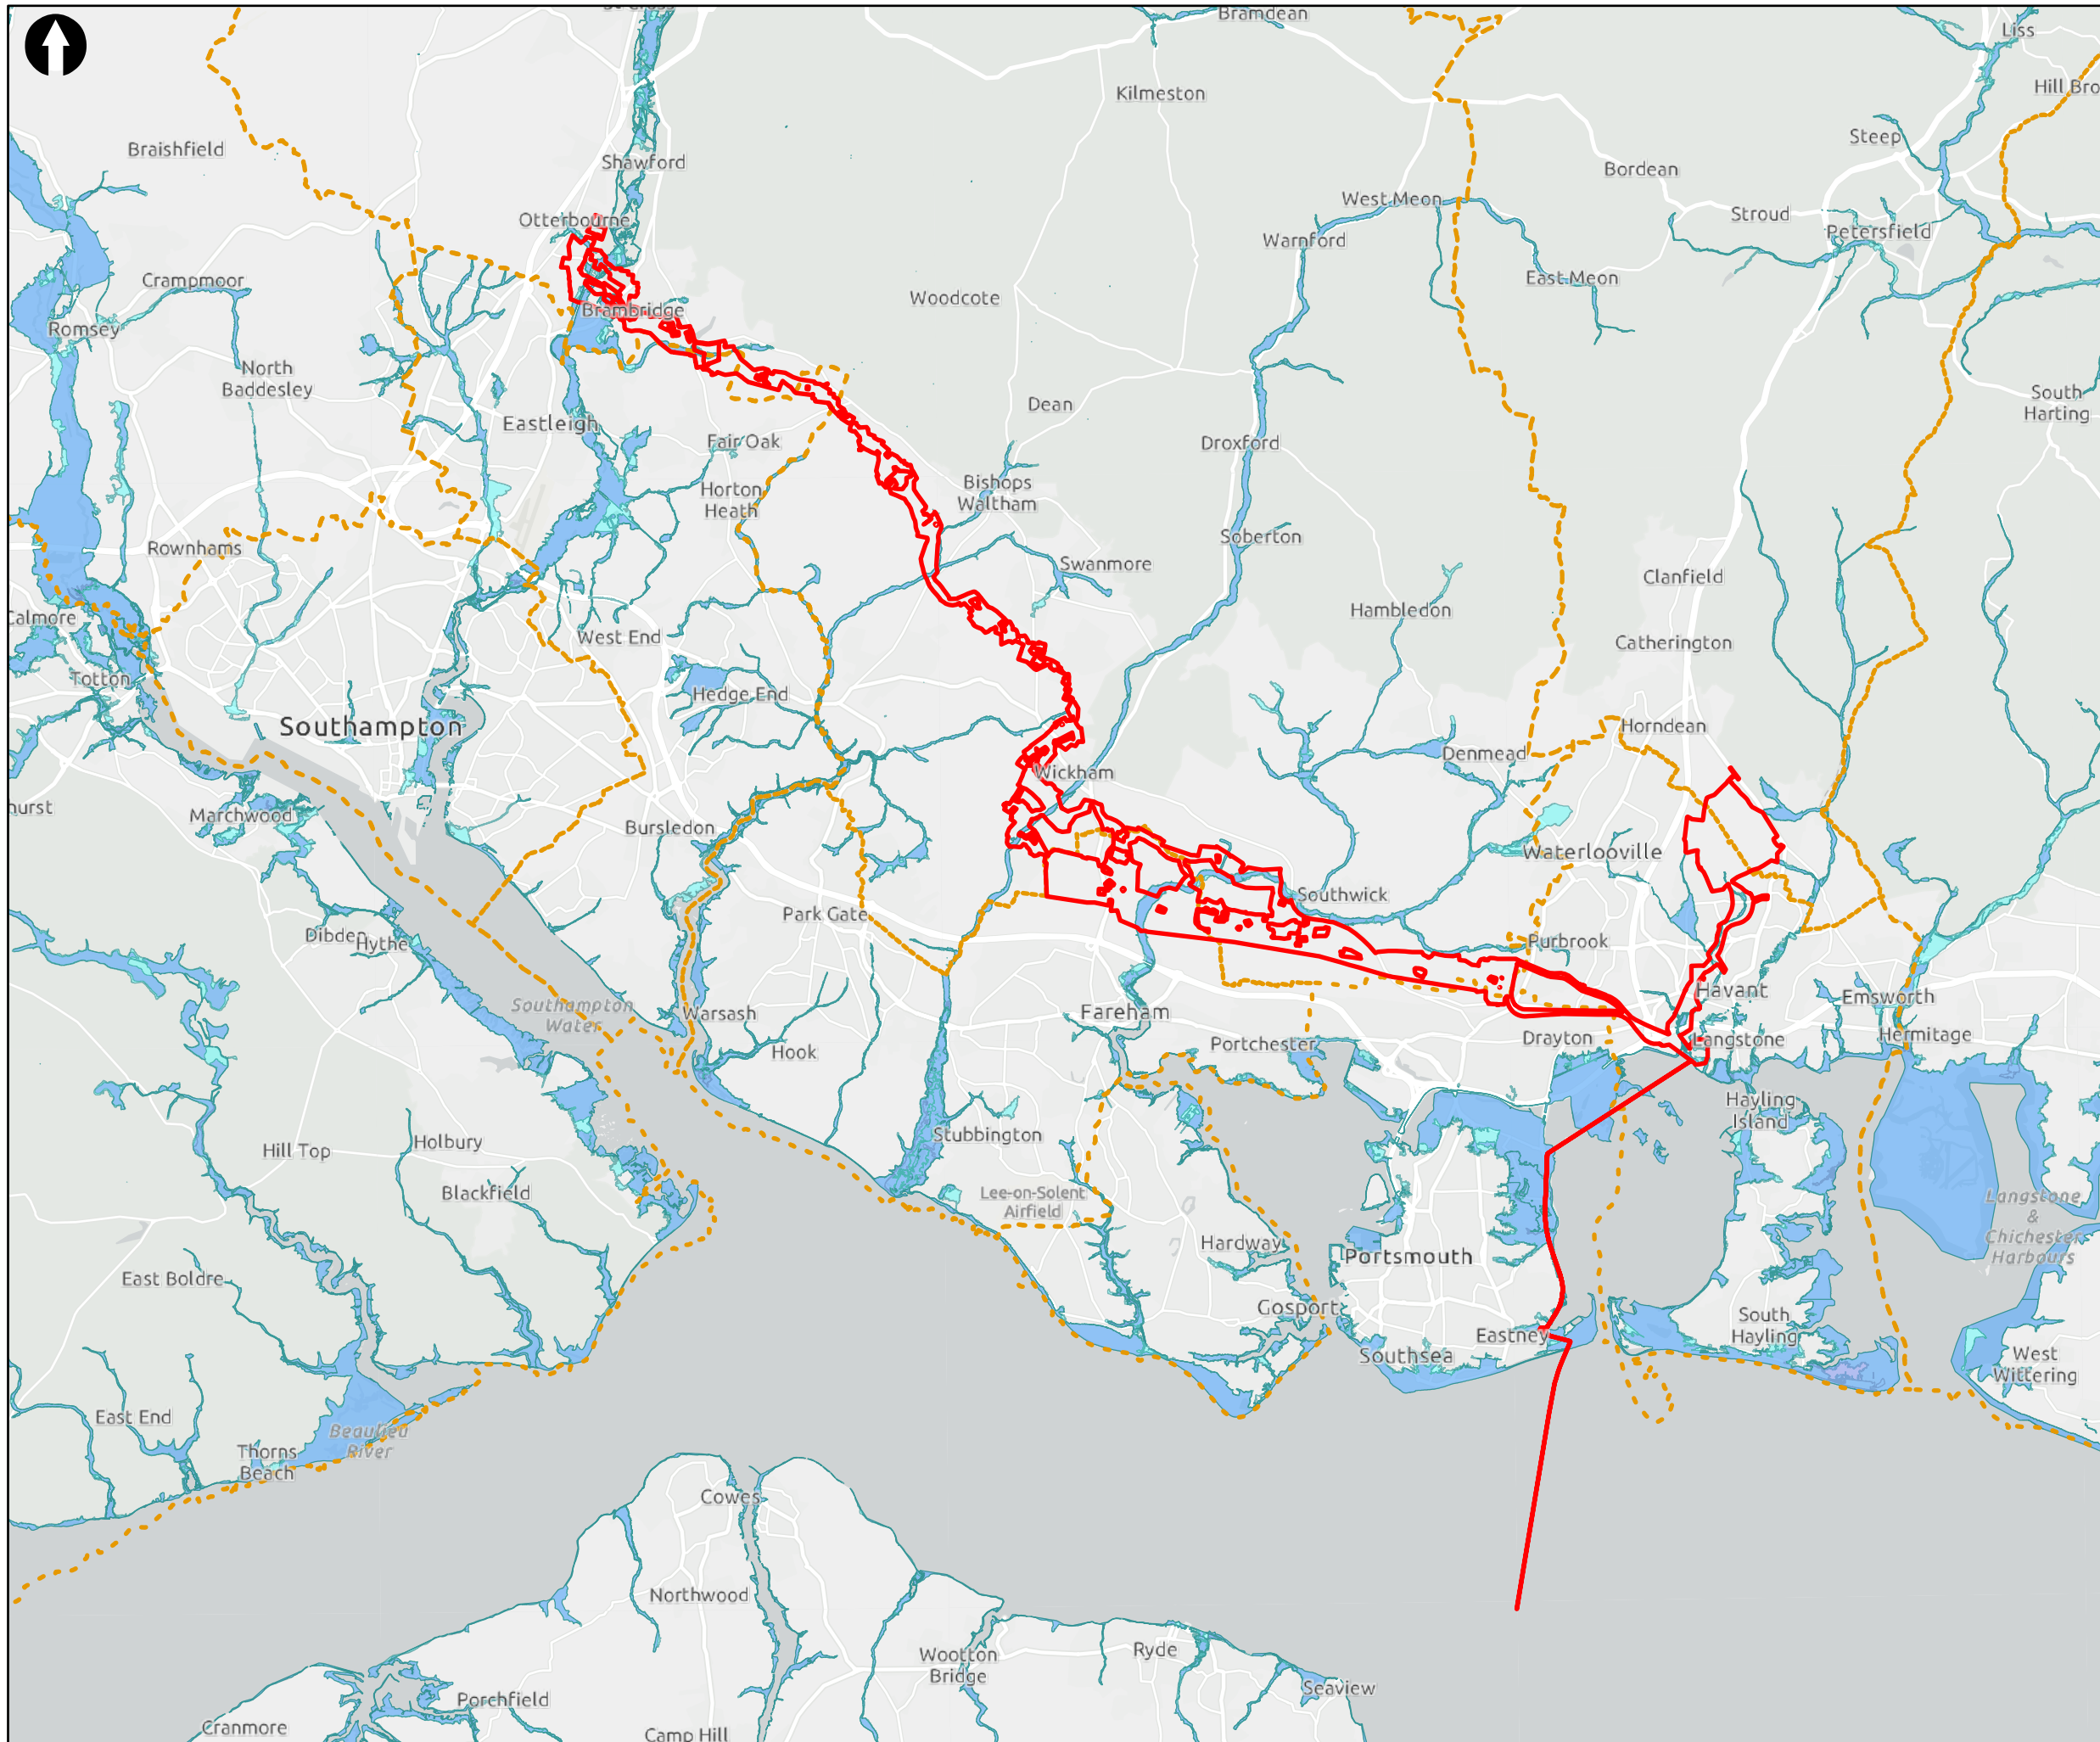 Bramdean
Liss
Kilmeston
Hill Bro
Braishfield
Steep
Shawford
Bordean
West Meon
Stroud
Otterbourne
Warnford
Petersfield
Crampmoor
East Meon
Woodcote
Brambridge
Romsey
North
Baddesley
South
Harting
Dean
Eastleigh
Fair Oak
Droxford
Bishops
Waltham
Horton
Heath
Soberton
Rownhams
Swanmore
Clanfield
Hambledon
Calmore
West End
Catherington
Totton
Hedge End
Southampton
Horndean
Denmead
Wickham
hurst
Marchwood
Bursledon
Waterlooville
Southwick
Park Gate
Dibden
Hythe
Purbrook
Havant
Emsworth
Southampton
Water
Warsash
Fareham
Hermitage
Drayton
Langstone
Portchester
Hook
Hayling
Island
Stubbington
Holbury
Hill Top
Blackfield
Lee-on-Solent
Airfield
Langstone
&
Chichester
Harbours
Hardway
Portsmouth
East Boldre
Gosport
South
Hayling
Eastney
Southsea
West
Wittering
East End
Beaulieu
River
Thorns
Beach
Cowes
Northwood
Wootton
Bridge
Ryde
Seaview
Porchfield
Cranmore
Camp Hill